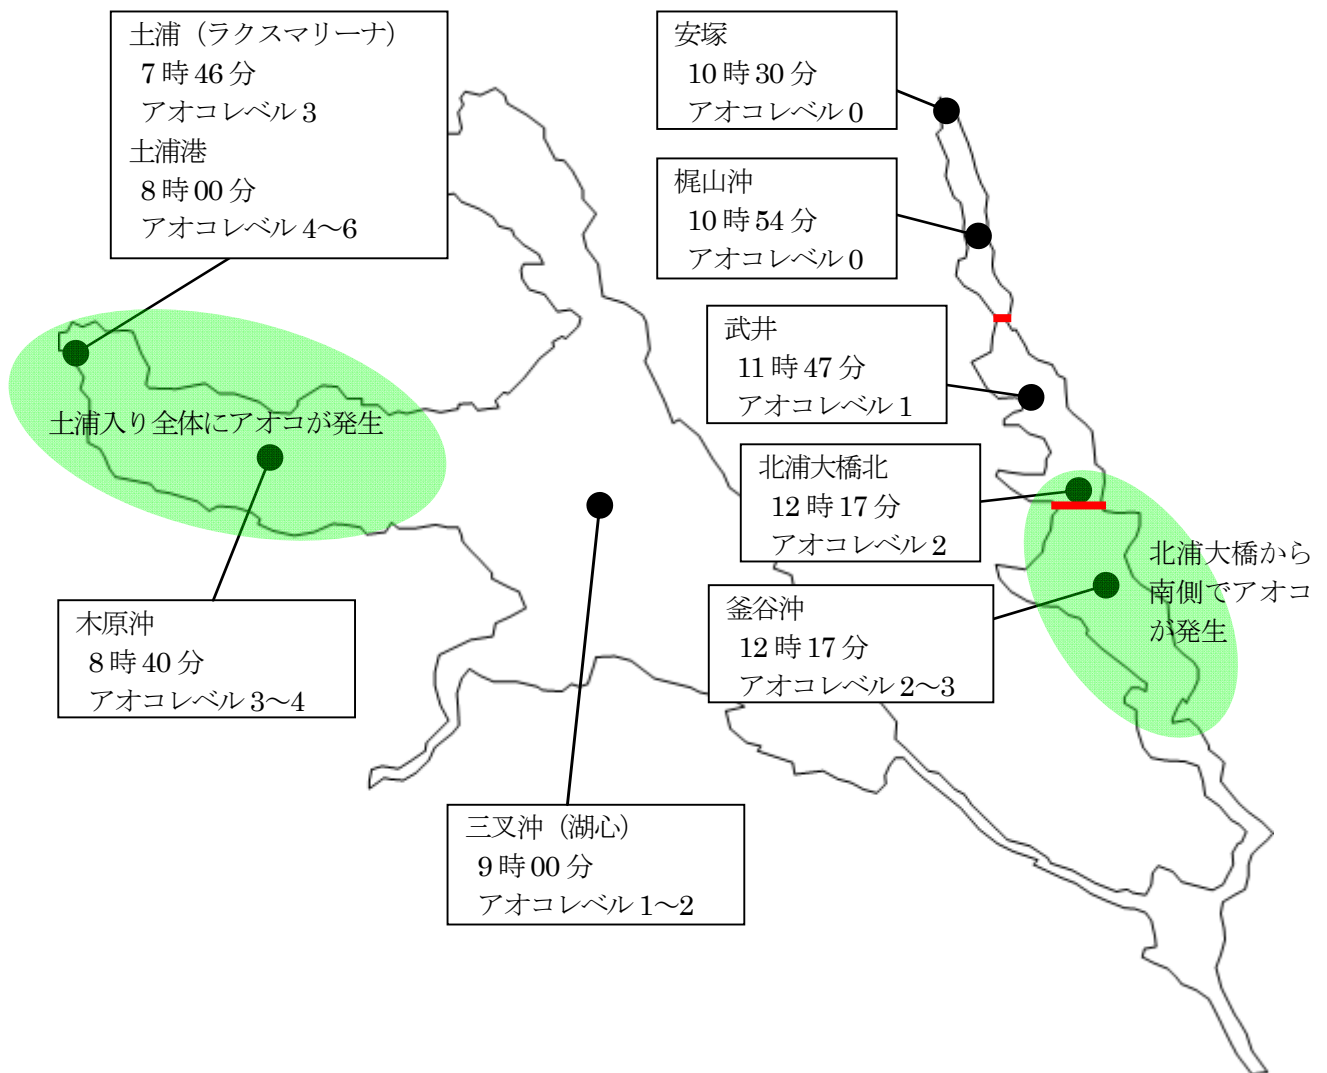 土浦（ラクスマリーナ）
7時46分
アオコレベル3
土浦港
8時00分
アオコレベル4～6
安塚
10時30分
アオコレベル0
梶山沖
10時54分
アオコレベル0
武井
11時47分
アオコレベル1
土浦入り全体にアオコが発生
北浦大橋北
12時17分
アオコレベル2
北浦大橋から
南側でアオコ
が発生
釜谷沖
12時17分
アオコレベル2～3
木原沖
8時40分
アオコレベル3～4
三叉沖（湖心）
9時00分
アオコレベル1～2